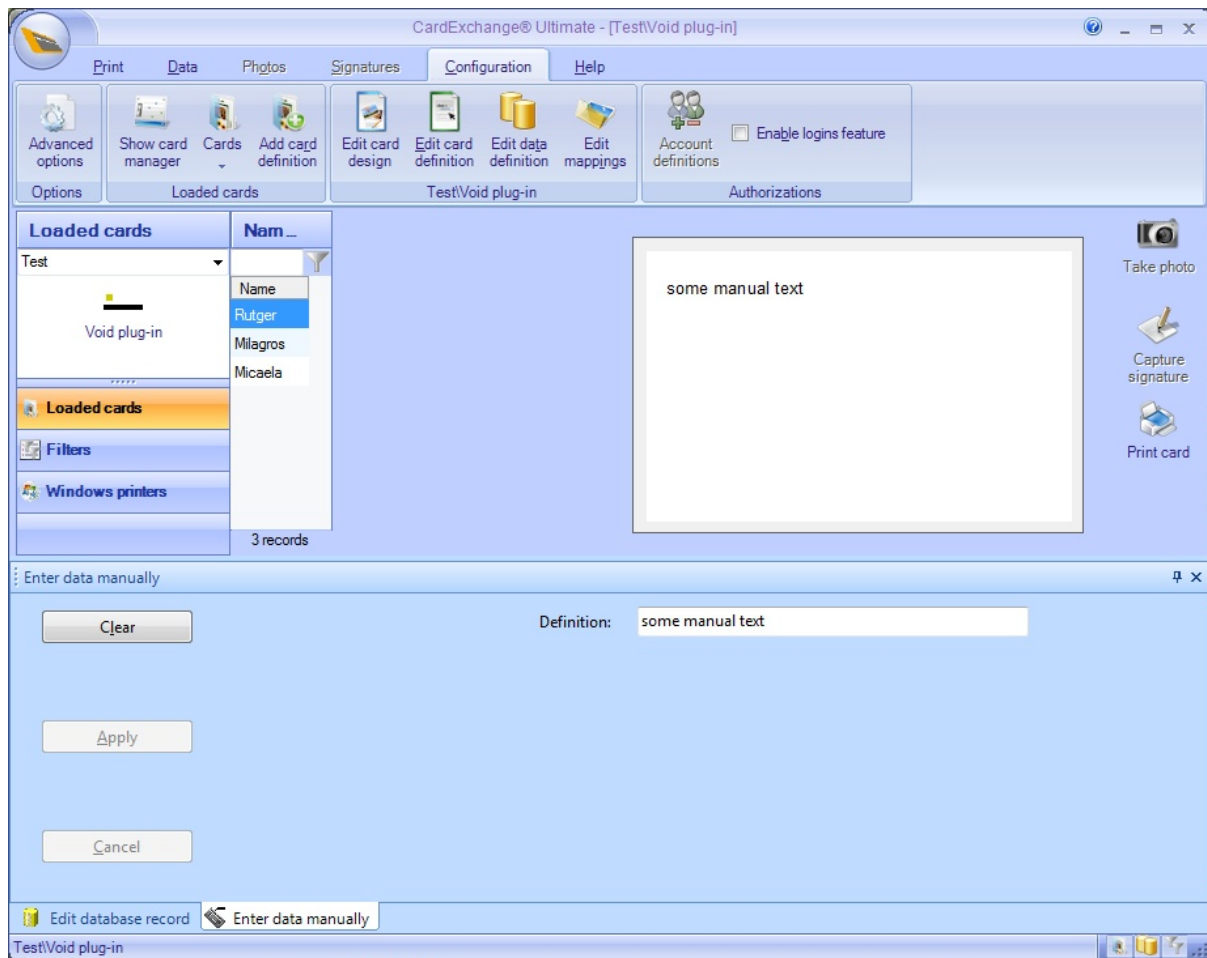 CardExchange® Ultimate - [Test\Void plug-in]
Print Data Photos Signatures Configuration Help
Advanced options
Show card manager
Cards
Add card definition
Edit card design
Edit card definition
Edit data definition
Edit mappings
Account definitions
Enable logins feature
Options
Loaded cards
Test\Void plug-in
Authorizations
Loaded cards
Test
Void plug-in
Loaded cards
Filters
Windows printers
Nam...
Name
Rutger
Milagros
Micaela
3 records
some manual text
Take photo
Capture signature
Print card
Enter data manually
Clear
Definition: some manual text
Apply
Cancel
Edit database record
Enter data manually
Test\Void plug-in